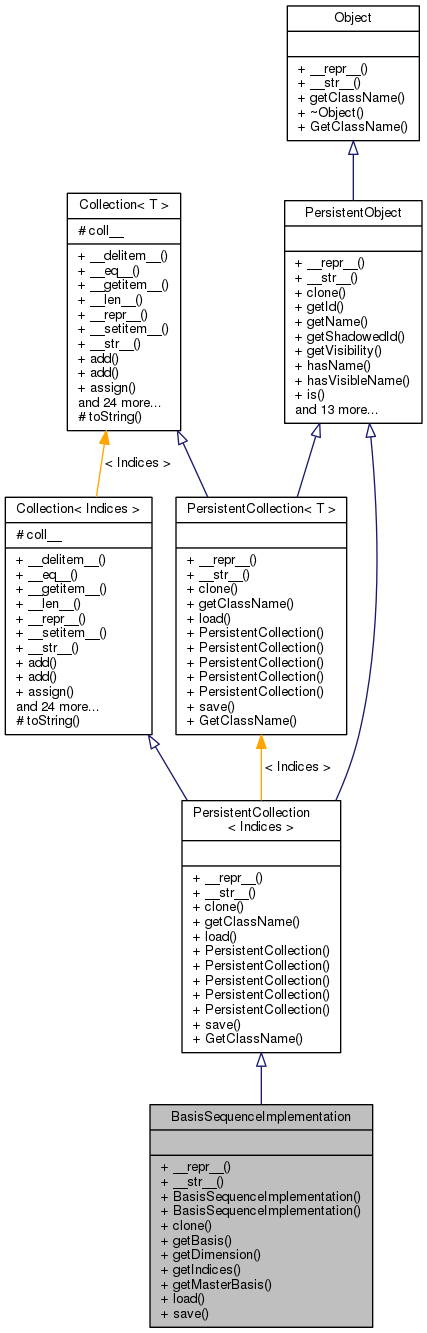 Object
+ __repr__()
+ __str__()
+ getClassName()
+ ~Object()
+ GetClassName()
Collection< T >
# coll__
+ __delitem__()
+ __eq__()
+ __getitem__()
+ __len__()
+ __repr__()
+ __setitem__()
+ __str__()
+ add()
+ add()
+ assign()
and 24 more...
# toString()
PersistentObject
+ __repr__()
+ __str__()
+ clone()
+ getId()
+ getName()
+ getShadowedId()
+ getVisibility()
+ hasName()
+ hasVisibleName()
+ is()
and 13 more...
< Indices >
Collection< Indices >
# coll__
+ __delitem__()
+ __eq__()
+ __getitem__()
+ __len__()
+ __repr__()
+ __setitem__()
+ __str__()
+ add()
+ add()
+ assign()
and 24 more...
# toString()
PersistentCollection< T >
+ __repr__()
+ __str__()
+ clone()
+ getClassName()
+ load()
+ PersistentCollection()
+ PersistentCollection()
+ PersistentCollection()
+ PersistentCollection()
+ PersistentCollection()
+ save()
+ GetClassName()
< Indices >
PersistentCollection
< Indices >
+ __repr__()
+ __str__()
+ clone()
+ getClassName()
+ load()
+ PersistentCollection()
+ PersistentCollection()
+ PersistentCollection()
+ PersistentCollection()
+ PersistentCollection()
+ save()
+ GetClassName()
BasisSequenceImplementation
+ __repr__()
+ __str__()
+ BasisSequenceImplementation()
+ BasisSequenceImplementation()
+ clone()
+ getBasis()
+ getDimension()
+ getIndices()
+ getMasterBasis()
+ load()
+ save()